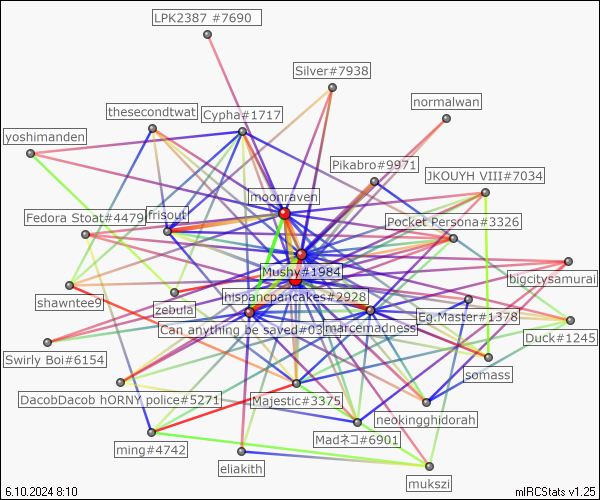 LPK2387 #7690
Silver#7938
normalwan
thesecondtwat
Cypha#1717
yoshimanden
Pikabro#9971
JKOUYH VIII#7034
moonraven
Fedora Stoat#4479
frisout
Pocket Persona#3326
Mushy#1984
bigcitysamurai
shawntee9
zebula
hispancpancakes#2928
Eg.Master#1378
Can anything be saved#03
marcemadness
Duck#1245
Swirly Boi#6154
somass
DacobDacob hORNY police#5271
Majestic#3375
neokingghidorah
ming#4742
Madネコ#6901
eliakith
mukszi
6.10.2024 8:10
mIRCStats v1.25